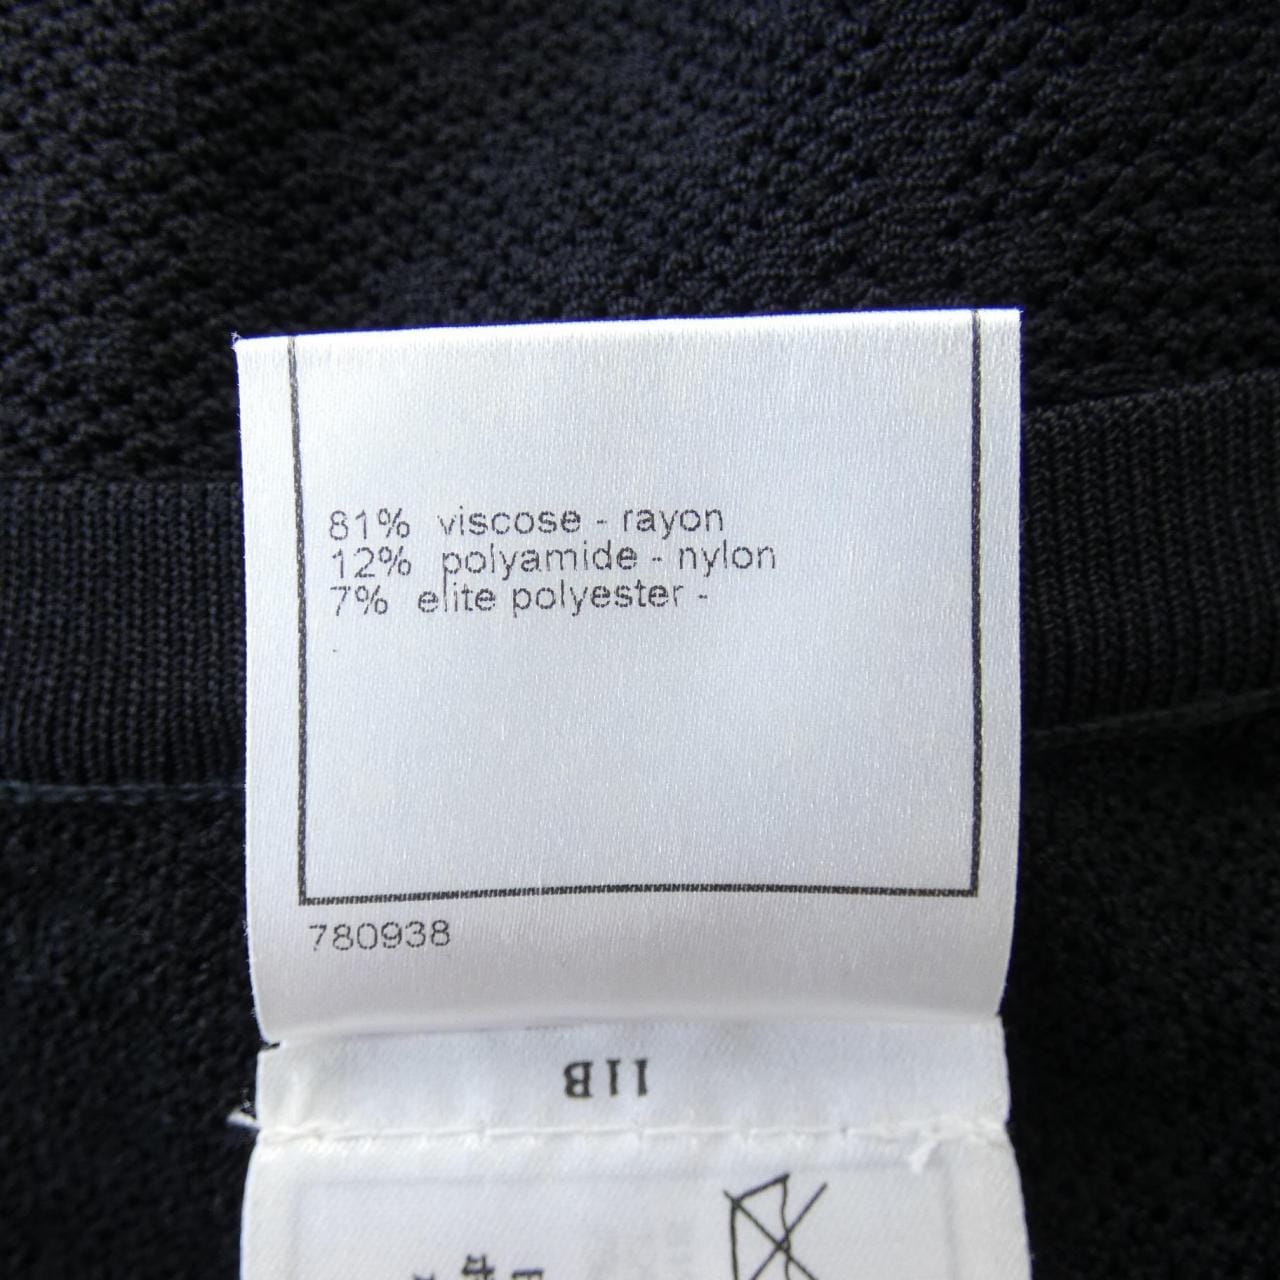 81% viscose - rayon
12% polyamide - nylon
7% elite polyester -
780938
11B